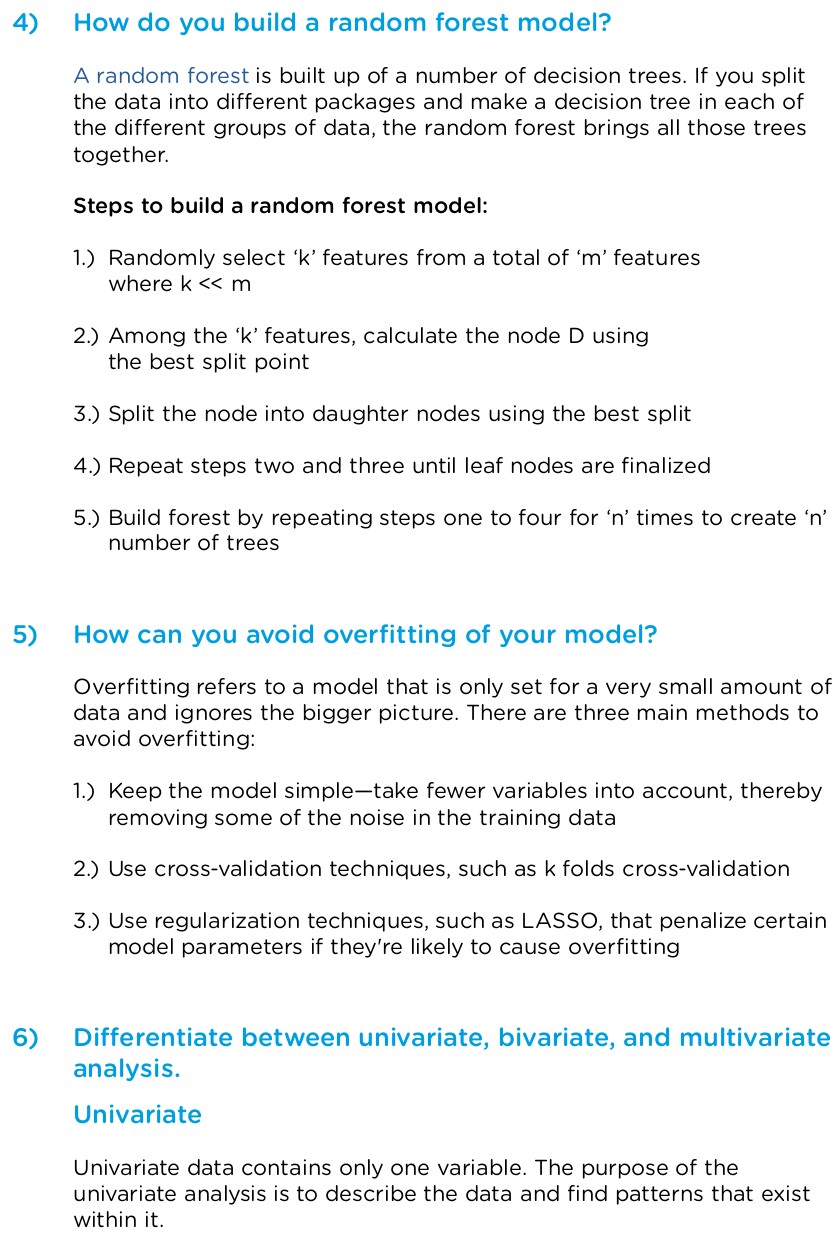 4) How do you build a random forest model?
A random forest is built up of a number of decision trees. If you split
the data into different packages and make a decision tree in each of
the different groups of data, the random forest brings all those trees
together.
Steps to build a random forest model:
1.) Randomly select ‘k’ features from a total of ‘m’ features
where k << m
2.) Among the ‘k’ features, calculate the node D using
the best split point
3.) Split the node into daughter nodes using the best split
4.) Repeat steps two and three until leaf nodes are finalized
5.) Build forest by repeating steps one to four for ‘n’ times to create ‘n’
number of trees
5) How can you avoid overfitting of your model?
Overfitting refers to a model that is only set for a very small amount of
data and ignores the bigger picture. There are three main methods to
avoid overfitting:
1.) Keep the model simple—take fewer variables into account, thereby
removing some of the noise in the training data
2.) Use cross-validation techniques, such as k folds cross-validation
3.) Use regularization techniques, such as LASSO, that penalize certain
model parameters if they're likely to cause overfitting
6) Differentiate between univariate, bivariate, and multivariate
analysis.
Univariate
Univariate data contains only one variable. The purpose of the
univariate analysis is to describe the data and find patterns that exist
within it.